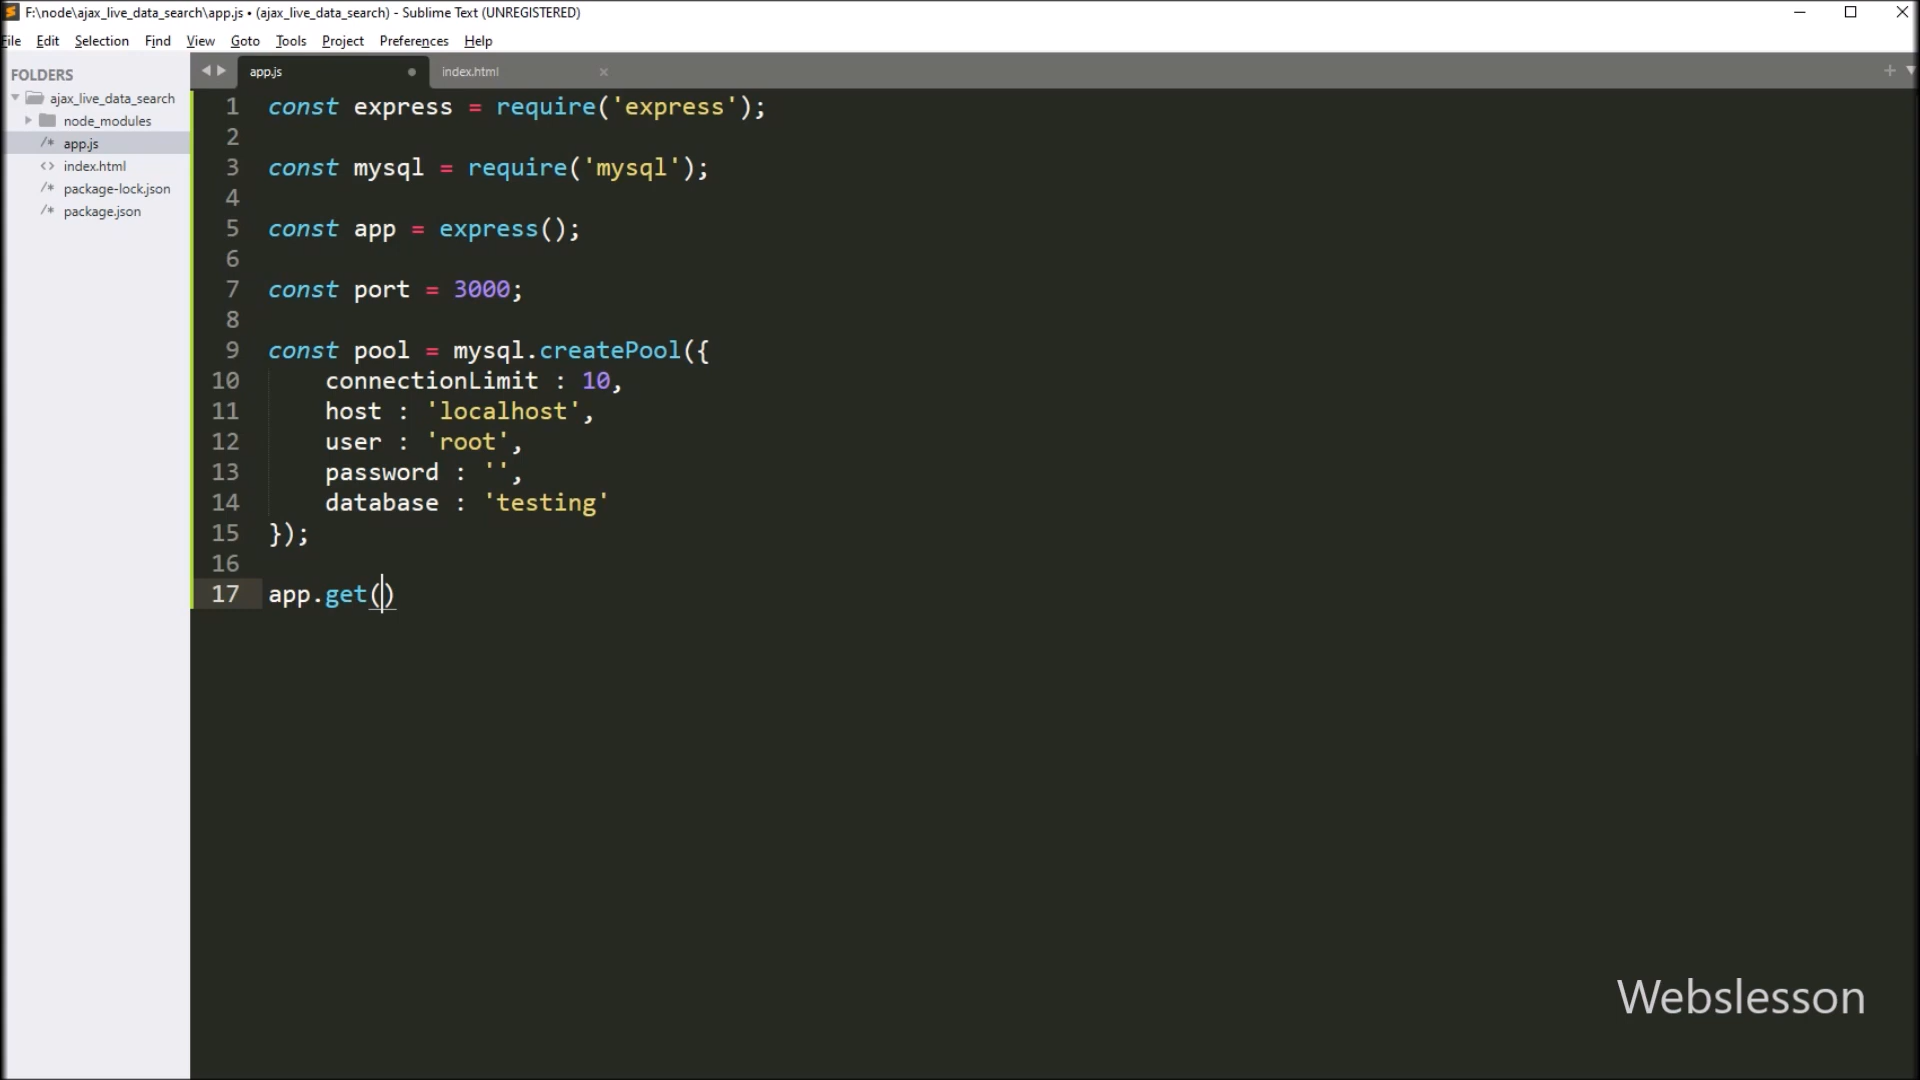 F:\node\ajax_live_data_search\app.js • (ajax_live_data_search) - Sublime Text (UNREGISTERED)
File Edit Selection Find View Goto Tools Project Preferences Help
FOLDERS
ajax_live_data_search
node_modules
/* app.js
<> index.html
/* package-lock.json
/* package.json
app.js
index.html
1 const express = require('express');
2
3 const mysql = require('mysql');
4
5 const app = express();
6
7 const port = 3000;
8
9 const pool = mysql.createPool({
10 connectionLimit : 10,
11 host : 'localhost',
12 user : 'root',
13 password : '',
14 database : 'testing'
15 });
16
17 app.get()
Webslesson